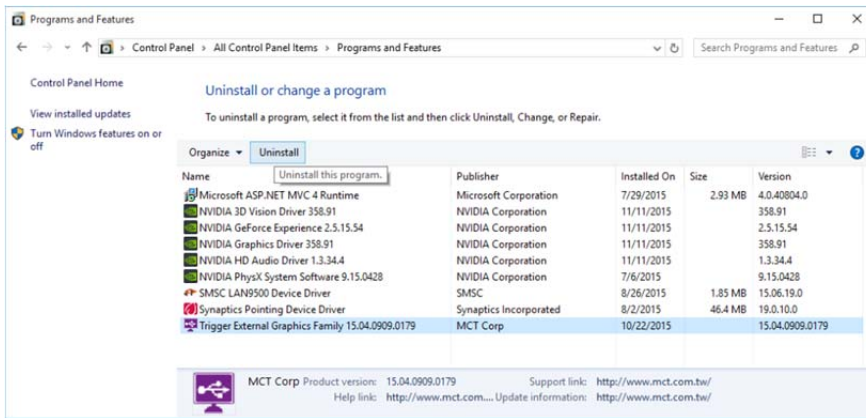 Programs and Features
Control Panel > All Control Panel Items > Programs and Features
Search Programs and Features
Control Panel Home
View installed updates
Turn Windows features on or
off
Uninstall or change a program
To uninstall a program, select it from the list and then click Uninstall, Change, or Repair.
Organize Uninstall
Uninstall this program.
Name Publisher Installed On Size Version
Microsoft ASP.NET MVC 4 Runtime Microsoft Corporation 7/29/2015 2.93 MB 4.0.40804.0
NVIDIA 3D Vision Driver 358.91 NVIDIA Corporation 11/11/2015 358.91
NVIDIA GeForce Experience 2.5.15.54 NVIDIA Corporation 11/11/2015 2.5.15.54
NVIDIA Graphics Driver 358.91 NVIDIA Corporation 11/11/2015 358.91
NVIDIA HD Audio Driver 1.3.34.4 NVIDIA Corporation 11/11/2015 1.3.34.4
NVIDIA PhysX System Software 9.15.0428 NVIDIA Corporation 7/6/2015 9.15.0428
SMSC LAN9500 Device Driver SMSC 8/26/2015 1.85 MB 15.06.19.0
Synaptics Pointing Device Driver Synaptics Incorporated 8/2/2015 46.4 MB 19.0.10.0
Trigger External Graphics Family 15.04.0909.0179 MCT Corp 10/22/2015 15.04.0909.0179
MCT Corp Product version: 15.04.0909.0179 Support link: http://www.mct.com.tw/
Help link: http://www.mct.com.... Update information: http://www.mct.com.tw/